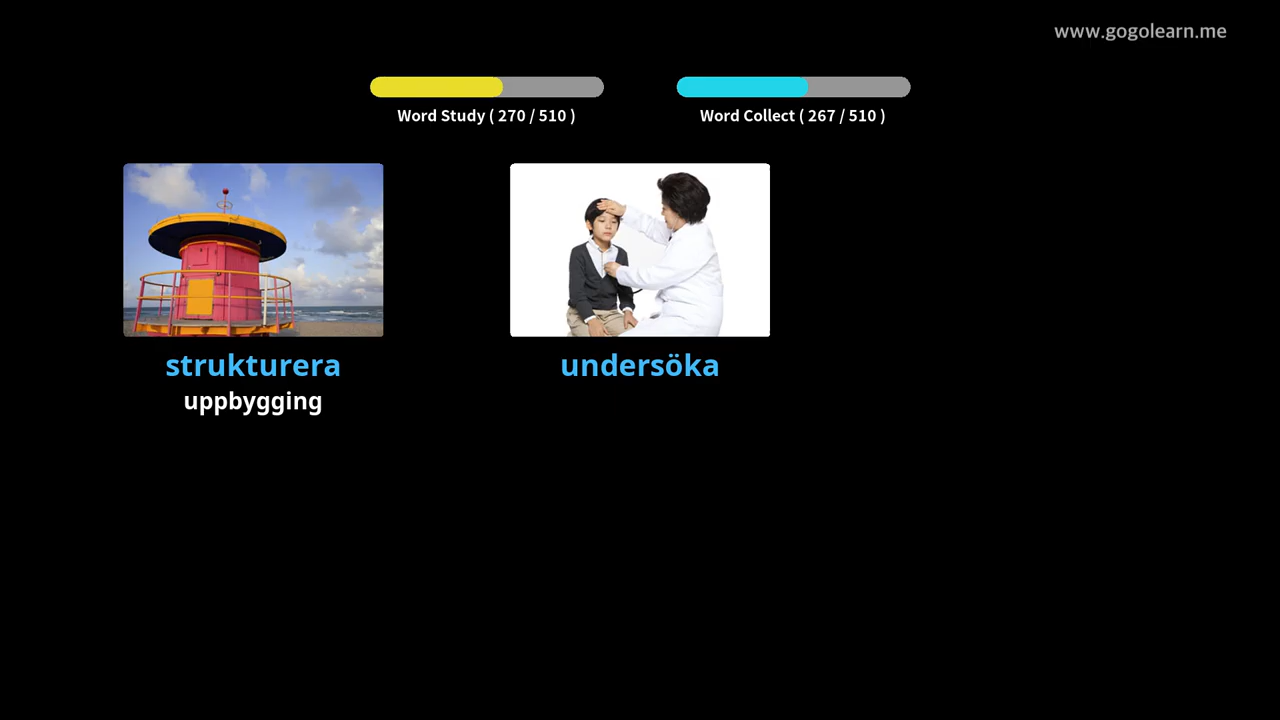 www.gogolearn.me
Word Study ( 270 / 510 )
Word Collect ( 267 / 510 )
strukturera
undersöka
uppbygging